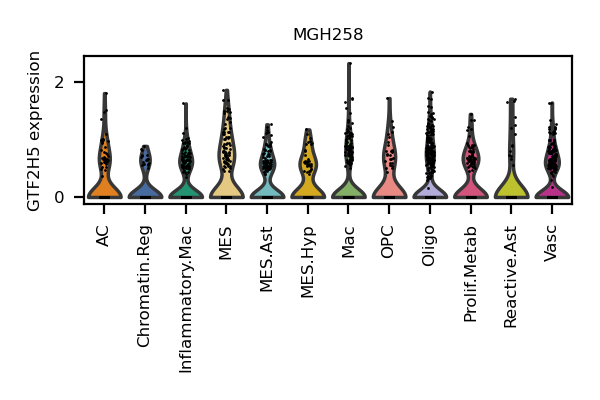 MGH258
GTF2H5 expression
2
0
AC
Chromatin.Reg
Inflammatory.Mac
MES
MES.Ast
MES.Hyp
Mac
OPC
Oligo
Prolif.Metab
Reactive.Ast
Vasc